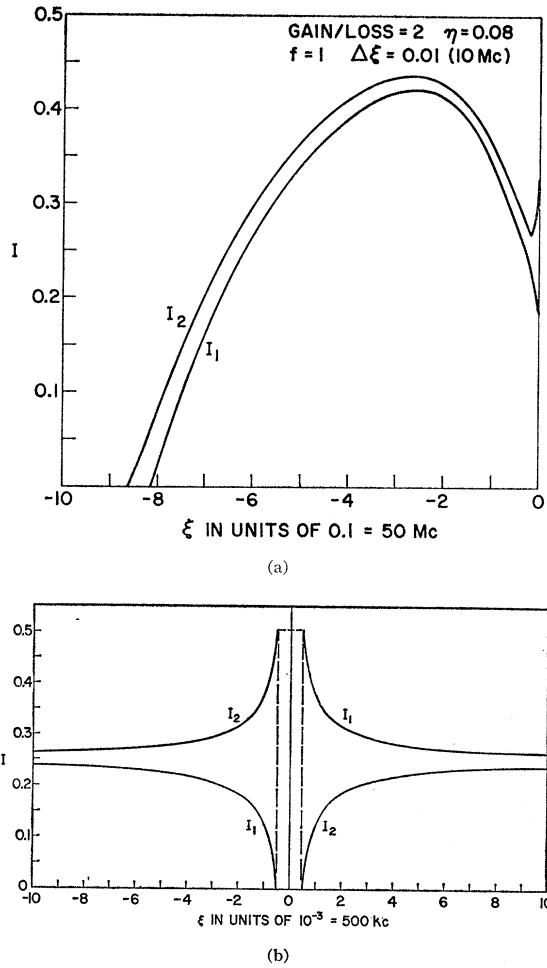 GAIN/LOSS = 2 η = 0.08
f = 1 Δξ = 0.01 (10 Mc)
0.5
0.4
0.3
I
0.2
0.1
I2
I1
-10 -8 -6 -4 -2 0
ξ IN UNITS OF 0.1 = 50 Mc
(a)
0.5
0.4
0.3
I
0.2
0.1
0
I2 I1
I1 I2
-10 -8 -6 -4 -2 0 2 4 6 8 10
ξ IN UNITS OF 10⁻³ = 500 kc
(b)